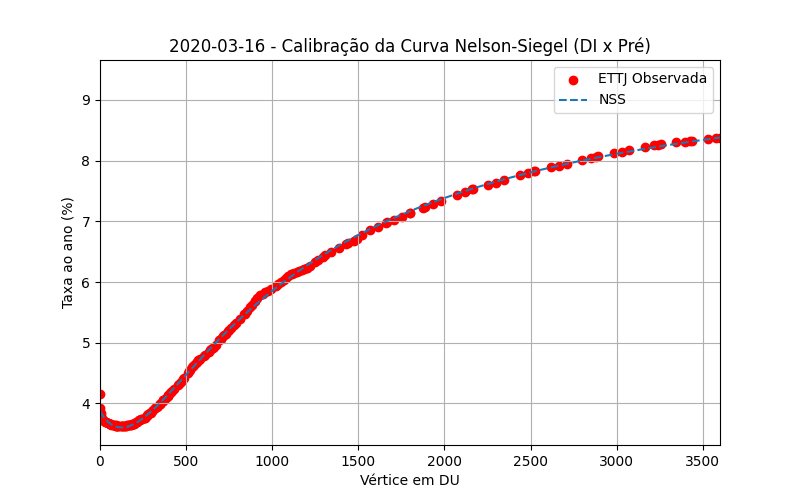 2020-03-16 - Calibração da Curva Nelson-Siegel (DI x Pré)
ETTJ Observada
NSS
Taxa ao ano (%)
9
8
7
6
5
4
0 500 1000 1500 2000 2500 3000 3500
Vértice em DU